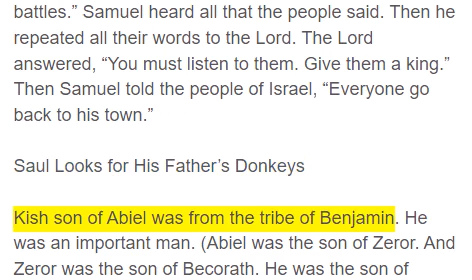 battles.” Samuel heard all that the people said. Then he
repeated all their words to the Lord. The Lord
answered, “You must listen to them. Give them a king.”
Then Samuel told the people of Israel, “Everyone go
back to his town.”
Saul Looks for His Father’s Donkeys
Kish son of Abiel was from the tribe of Benjamin. He
was an important man. (Abiel was the son of Zeror. And
Zeror was the son of Becorath. He was the son of